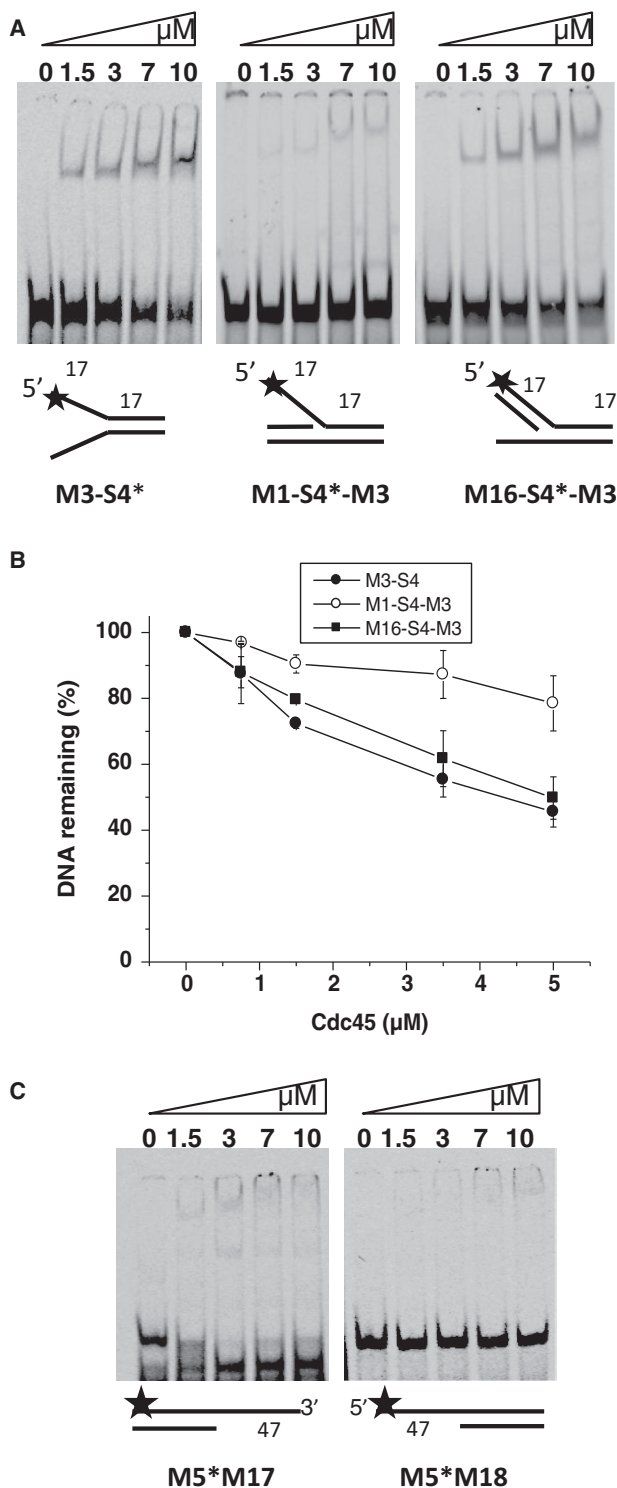 A
µM µM µM
0 1.5 3 7 10 0 1.5 3 7 10 0 1.5 3 7 10
5’ 17 17 5’ 17 17 5’ 17 17
M3-S4* M1-S4*-M3 M16-S4*-M3
B
M3-S4
M1-S4-M3
M16-S4-M3
100
80
60
40
20
0
DNA remaining (%)
0 1 2 3 4 5
Cdc45 (µM)
C
µM µM
0 1.5 3 7 10 0 1.5 3 7 10
3’ 5’
47 47
M5*M17 M5*M18